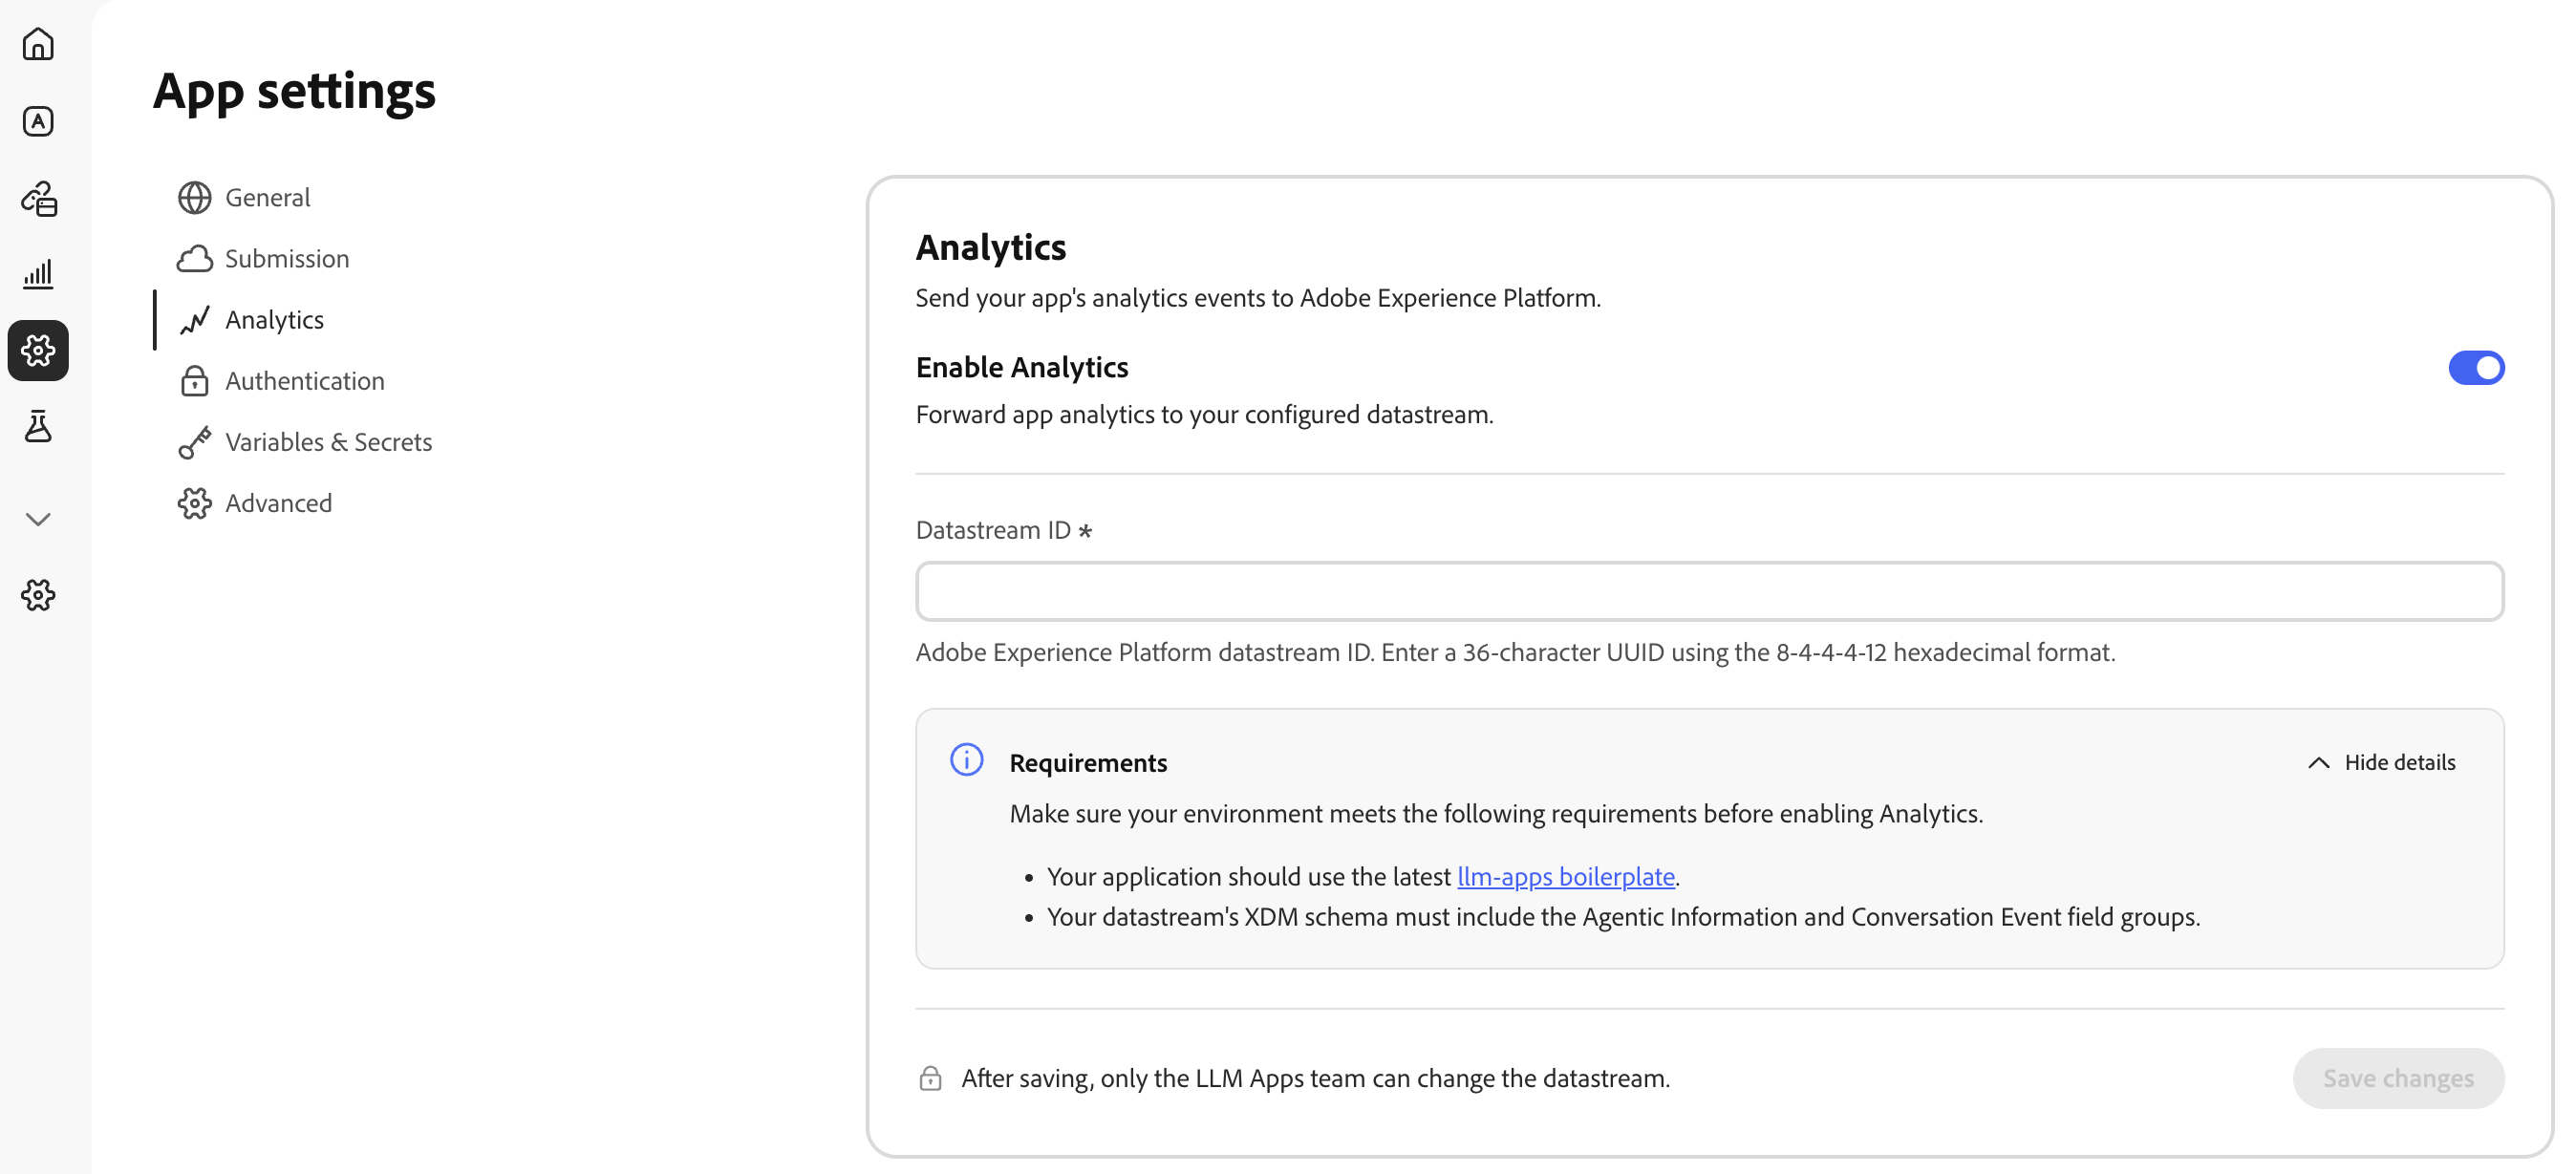 App settings
General
Submission
Analytics
Authentication
Variables & Secrets
Advanced
Analytics
Send your app's analytics events to Adobe Experience Platform.
Enable Analytics
Forward app analytics to your configured datastream.
Datastream ID *
Adobe Experience Platform datastream ID. Enter a 36-character UUID using the 8-4-4-4-12 hexadecimal format.
Requirements
Hide details
Make sure your environment meets the following requirements before enabling Analytics.
• Your application should use the latest llm-apps boilerplate.
• Your datastream's XDM schema must include the Agentic Information and Conversation Event field groups.
After saving, only the LLM Apps team can change the datastream.
Save changes